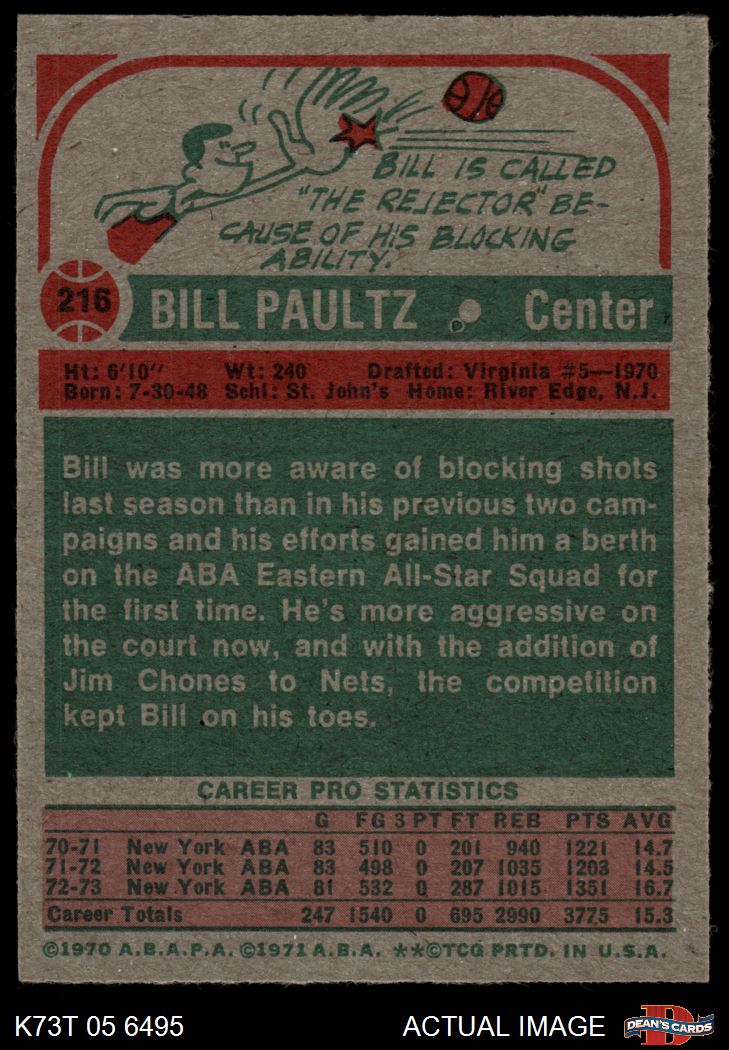 BILL IS CALLED
"THE REJECTOR" BE-
CAUSE OF HIS BLOCKING
ABILITY.
216 BILL PAULTZ Center
Ht: 6'10" Wt: 240 Drafted: Virginia #5—1970
Born: 7-30-48 Schl: St. John's Home: River Edge, N.J.
Bill was more aware of blocking shots
last season than in his previous two cam-
paigns and his efforts gained him a berth
on the ABA Eastern All-Star Squad for
the first time. He's more aggressive on
the court now, and with the addition of
Jim Chones to Nets, the competition
kept Bill on his toes.
CAREER PRO STATISTICS
G FG 3 PT FT REB PTS AVG
70-71 New York ABA 83 510 0 201 940 1221 14.7
71-72 New York ABA 83 498 0 207 1035 1203 14.5
72-73 New York ABA 81 532 0 287 1015 1351 16.7
Career Totals 247 1540 0 695 2990 3775 15.3
©1970 A.B.A.P.A. ©1971 A.B.A. **©TCG PRTD. IN U.S.A.
K73T 05 6495 ACTUAL IMAGE DEAN'S CARDS